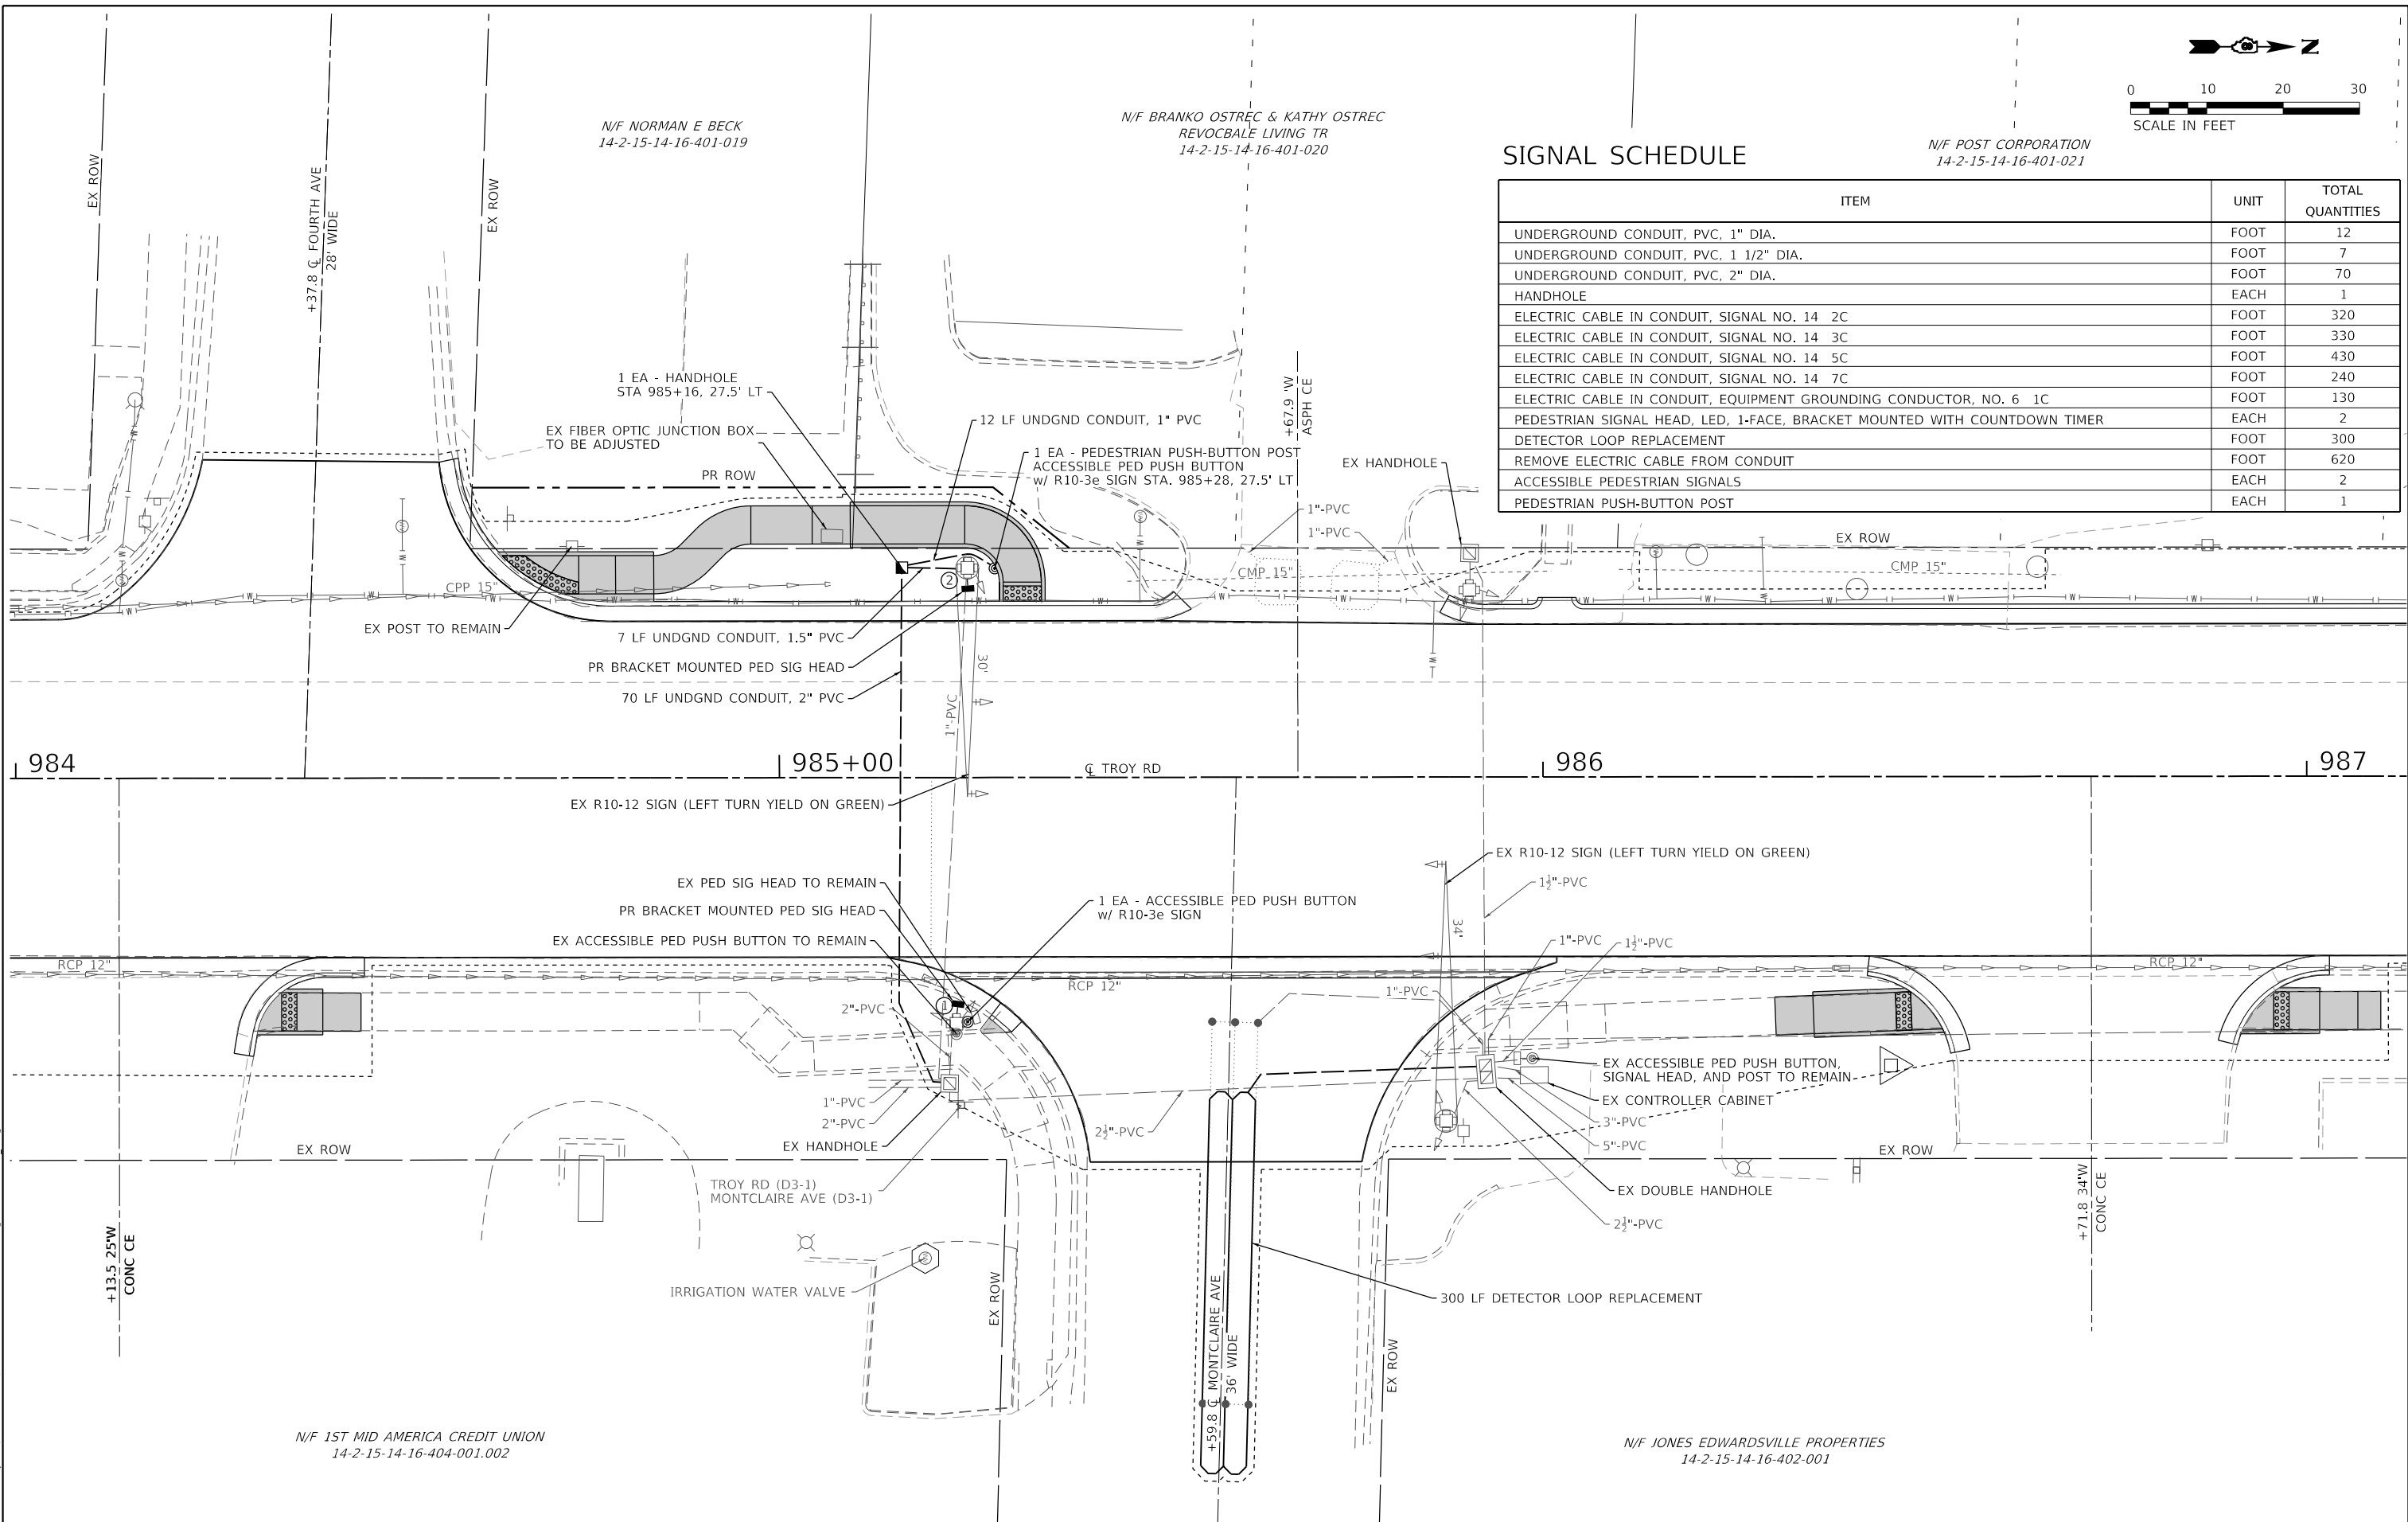 N
0 10 20 30
SCALE IN FEET
N/F NORMAN E BECK
14-2-15-14-16-401-019
N/F BRANKO OSTREC & KATHY OSTREC
REVOCBALE LIVING TR
14-2-15-14-16-401-020
N/F POST CORPORATION
14-2-15-14-16-401-021
EX ROW
+37.8 ℄ FOURTH AVE
28' WIDE
EX ROW
SIGNAL SCHEDULE
ITEM UNIT TOTAL QUANTITIES
UNDERGROUND CONDUIT, PVC, 1" DIA. FOOT 12
UNDERGROUND CONDUIT, PVC, 1 1/2" DIA. FOOT 7
UNDERGROUND CONDUIT, PVC, 2" DIA. FOOT 70
HANDHOLE EACH 1
ELECTRIC CABLE IN CONDUIT, SIGNAL NO. 14 2C FOOT 320
ELECTRIC CABLE IN CONDUIT, SIGNAL NO. 14 3C FOOT 330
ELECTRIC CABLE IN CONDUIT, SIGNAL NO. 14 5C FOOT 430
ELECTRIC CABLE IN CONDUIT, SIGNAL NO. 14 7C FOOT 240
ELECTRIC CABLE IN CONDUIT, EQUIPMENT GROUNDING CONDUCTOR, NO. 6 1C FOOT 130
PEDESTRIAN SIGNAL HEAD, LED, 1-FACE, BRACKET MOUNTED WITH COUNTDOWN TIMER EACH 2
DETECTOR LOOP REPLACEMENT FOOT 300
REMOVE ELECTRIC CABLE FROM CONDUIT FOOT 620
ACCESSIBLE PEDESTRIAN SIGNALS EACH 2
PEDESTRIAN PUSH-BUTTON POST EACH 1
1 EA - HANDHOLE
STA 985+16, 27.5' LT
EX FIBER OPTIC JUNCTION BOX
TO BE ADJUSTED
12 LF UNDGND CONDUIT, 1" PVC
1 EA - PEDESTRIAN PUSH-BUTTON POST
ACCESSIBLE PED PUSH BUTTON
w/ R10-3e SIGN STA. 985+28, 27.5' LT
+67.9 'W
ASPH CE
EX HANDHOLE
PR ROW
1"-PVC
1"-PVC
EX ROW
CPP 15"
CMP 15"
CMP 15"
2
EX POST TO REMAIN
7 LF UNDGND CONDUIT, 1.5" PVC
PR BRACKET MOUNTED PED SIG HEAD
70 LF UNDGND CONDUIT, 2" PVC
30'
1"-PVC
984
985+00
℄ TROY RD
986
987
EX R10-12 SIGN (LEFT TURN YIELD ON GREEN)
EX R10-12 SIGN (LEFT TURN YIELD ON GREEN)
EX PED SIG HEAD TO REMAIN
PR BRACKET MOUNTED PED SIG HEAD
EX ACCESSIBLE PED PUSH BUTTON TO REMAIN
1 EA - ACCESSIBLE PED PUSH BUTTON
w/ R10-3e SIGN
1½"-PVC
34'
1"-PVC
1½"-PVC
RCP 12"
RCP 12"
RCP 12"
1"-PVC
2"-PVC
1
EX ACCESSIBLE PED PUSH BUTTON,
SIGNAL HEAD, AND POST TO REMAIN
EX CONTROLLER CABINET
1"-PVC
2"-PVC
3"-PVC
2½"-PVC
5"-PVC
EX HANDHOLE
EX ROW
EX ROW
TROY RD (D3-1)
MONTCLAIRE AVE (D3-1)
EX DOUBLE HANDHOLE
2½"-PVC
+13.5 25'W
CONC CE
+71.8 34'W
CONC CE
IRRIGATION WATER VALVE
EX ROW
+59.8 ℄ MONTCLAIRE AVE
36' WIDE
EX ROW
300 LF DETECTOR LOOP REPLACEMENT
N/F 1ST MID AMERICA CREDIT UNION
14-2-15-14-16-404-001.002
N/F JONES EDWARDSVILLE PROPERTIES
14-2-15-14-16-402-001